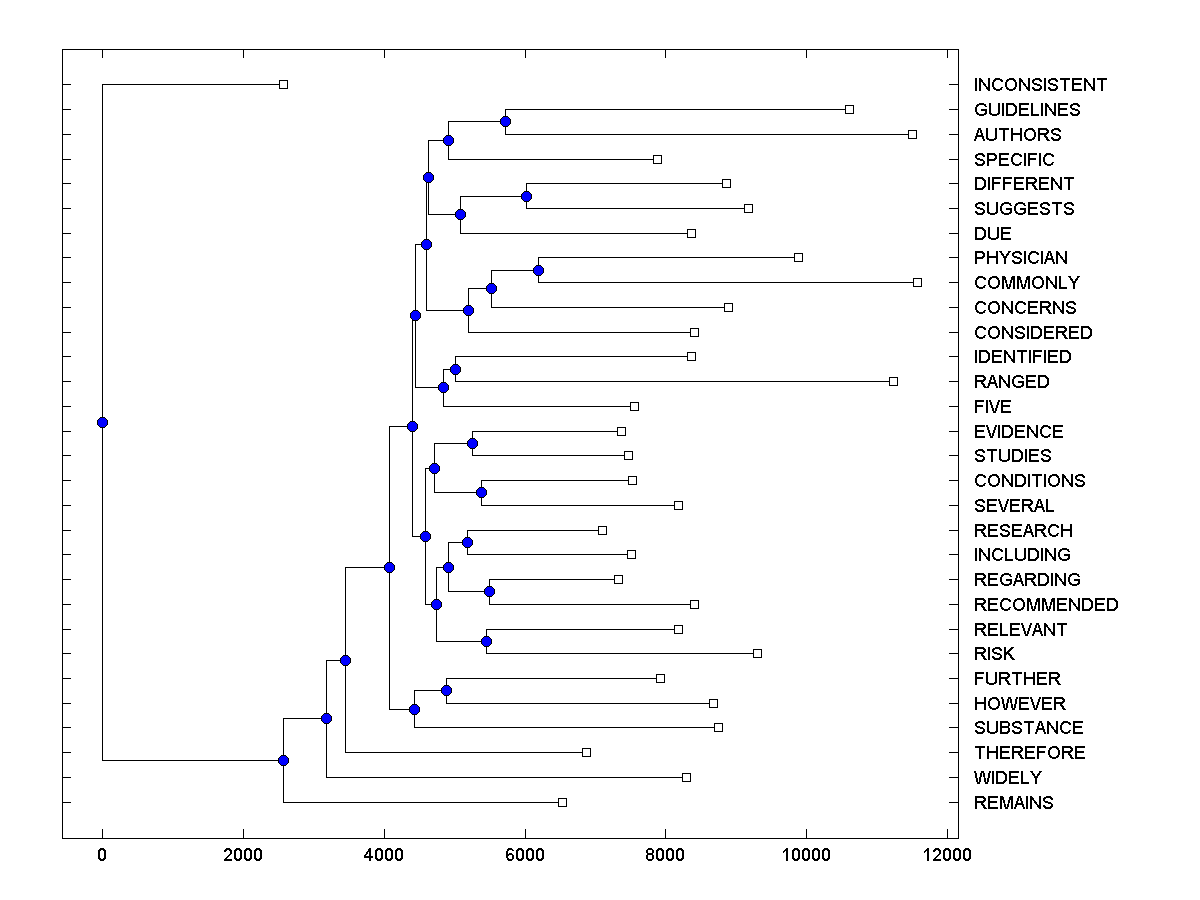 INCONSISTENT
GUIDELINES
AUTHORS
SPECIFIC
DIFFERENT
SUGGESTS
DUE
PHYSICIAN
COMMONLY
CONCERNS
CONSIDERED
IDENTIFIED
RANGED
FIVE
EVIDENCE
STUDIES
CONDITIONS
SEVERAL
RESEARCH
INCLUDING
REGARDING
RECOMMENDED
RELEVANT
RISK
FURTHER
HOWEVER
SUBSTANCE
THEREFORE
WIDELY
REMAINS
0 2000 4000 6000 8000 10000 12000